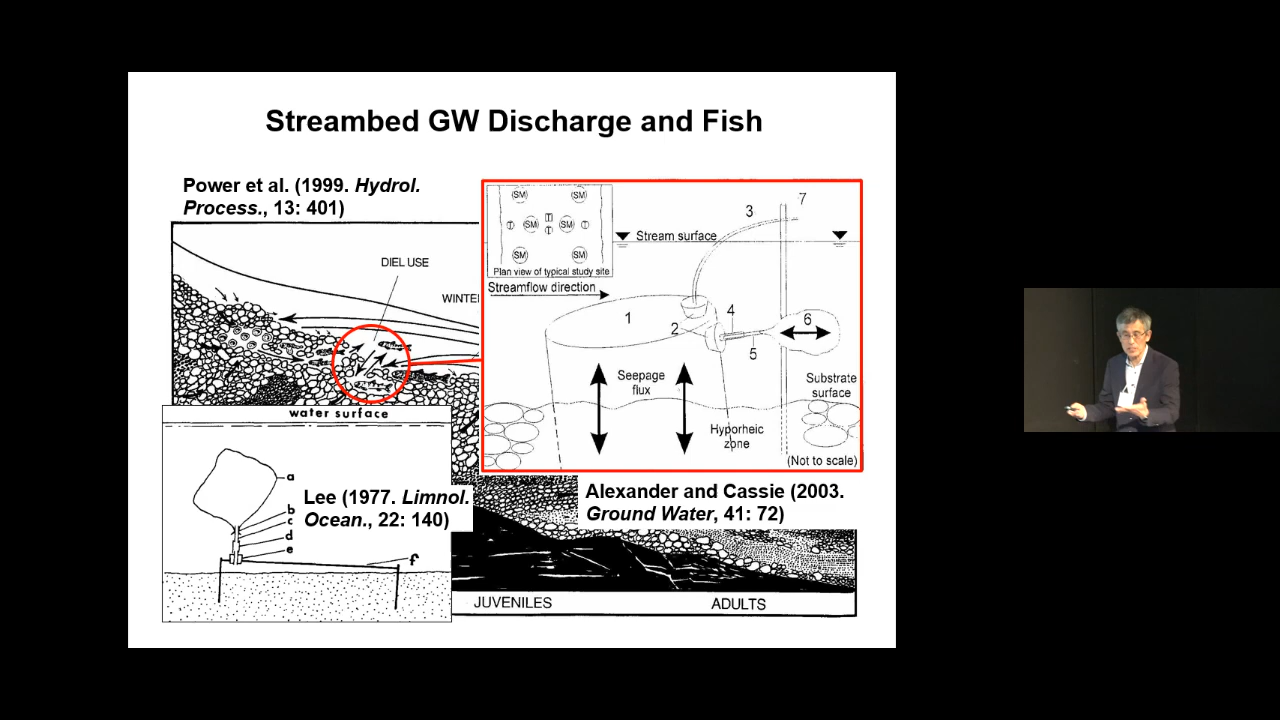 Streambed GW Discharge and Fish
Power et al. (1999. Hydrol.
Process., 13: 401)
DIEL USE
WINTE
SM
SM
T
SM
T
T
SM
T
SM
SM
Plan view of typical study site
Streamflow direction
Stream surface
3
7
1
2
4
5
6
Seepage
flux
Substrate
surface
Hyporheic
zone
(Not to scale)
water surface
a
b
c
d
e
f
Lee (1977. Limnol.
Ocean., 22: 140)
Alexander and Cassie (2003.
Ground Water, 41: 72)
JUVENILES
ADULTS